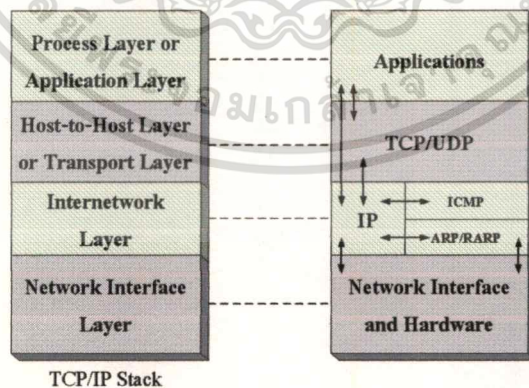 Process Layer or
Application Layer
Host-to-Host Layer
or Transport Layer
Internetwork
Layer
Network Interface
Layer
TCP/IP Stack
Applications
TCP/UDP
IP
ICMP
ARP/RARP
Network Interface
and Hardware